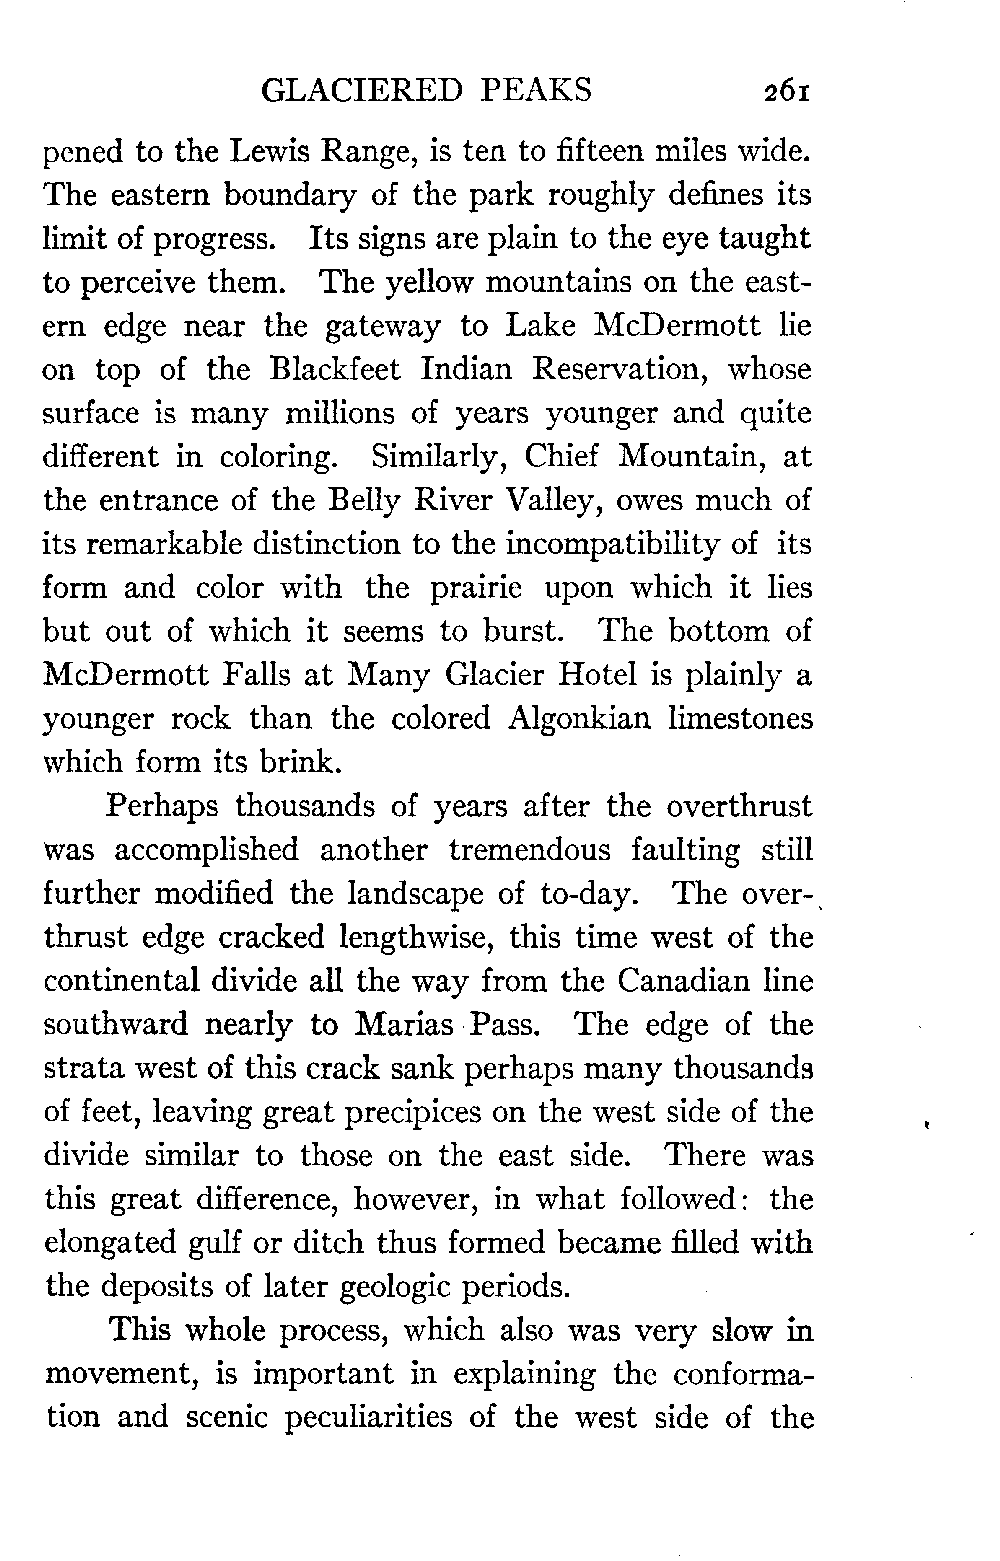 GLACIERED PEAKS 261
pened to the Lewis Range, is ten to fifteen miles wide.
The eastern boundary of the park roughly defines its
limit of progress. Its signs are plain to the eye taught
to perceive them. The yellow mountains on the east-
ern edge near the gateway to Lake McDermott lie
on top of the Blackfeet Indian Reservation, whose
surface is many millions of years younger and quite
different in coloring. Similarly, Chief Mountain, at
the entrance of the Belly River Valley, owes much of
its remarkable distinction to the incompatibility of its
form and color with the prairie upon which it lies
but out of which it seems to burst. The bottom of
McDermott Falls at Many Glacier Hotel is plainly a
younger rock than the colored Algonkian limestones
which form its brink.
Perhaps thousands of years after the overthrust
was accomplished another tremendous faulting still
further modified the landscape of to-day. The over-
thrust edge cracked lengthwise, this time west of the
continental divide all the way from the Canadian line
southward nearly to Marias Pass. The edge of the
strata west of this crack sank perhaps many thousands
of feet, leaving great precipices on the west side of the
divide similar to those on the east side. There was
this great difference, however, in what followed: the
elongated gulf or ditch thus formed became filled with
the deposits of later geologic periods.
This whole process, which also was very slow in
movement, is important in explaining the conforma-
tion and scenic peculiarities of the west side of the